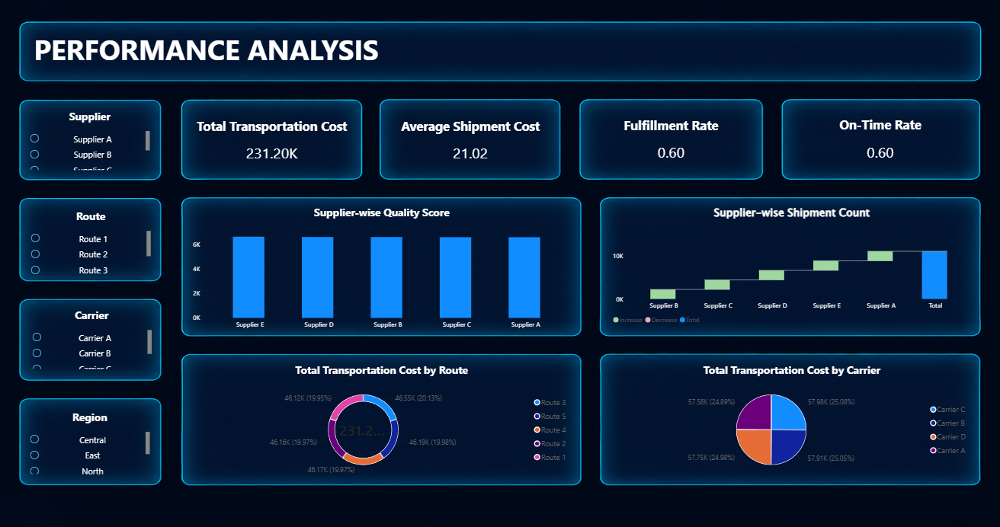 PERFORMANCE ANALYSIS
Supplier
Supplier A
Supplier B
Supplier C
Total Transportation Cost
231.20K
Average Shipment Cost
21.02
Fulfillment Rate
0.60
On-Time Rate
0.60
Route
Route 1
Route 2
Route 3
Supplier-wise Quality Score
6K
4K
2K
0K
Supplier E
Supplier D
Supplier B
Supplier C
Supplier A
Supplier–wise Shipment Count
10K
0K
Supplier B
Supplier C
Supplier D
Supplier E
Supplier A
Total
Increase
Decrease
Total
Carrier
Carrier A
Carrier B
Carrier C
Region
Central
East
North
Total Transportation Cost by Route
46.12K (19.95%)
46.55K (20.13%)
46.16K (19.97%)
231.2...
46.19K (19.98%)
46.17K (19.97%)
Route 3
Route 5
Route 4
Route 2
Route 1
Total Transportation Cost by Carrier
57.56K (24.89%)
57.98K (25.08%)
57.75K (24.98%)
57.91K (25.05%)
Carrier C
Carrier B
Carrier D
Carrier A